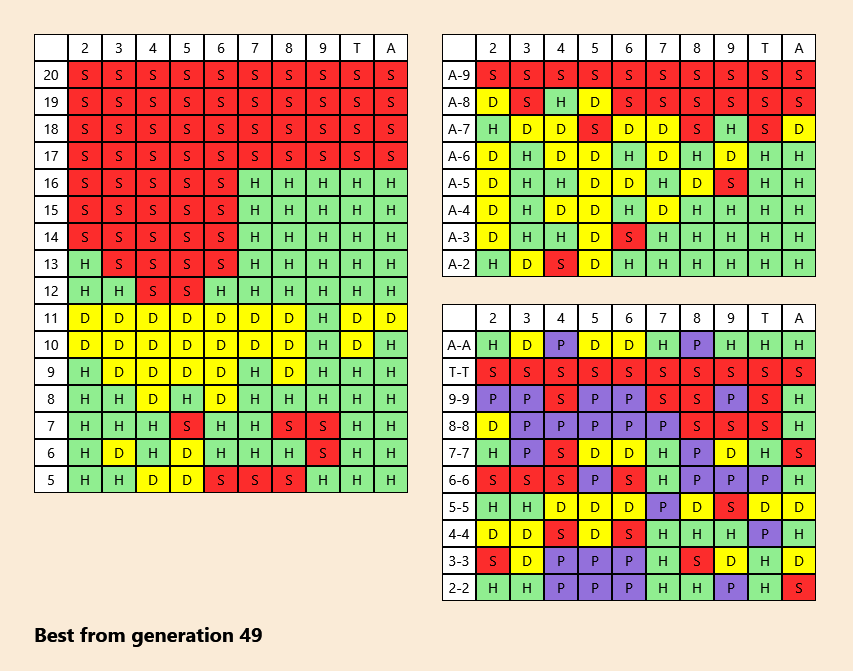 2 3 4 5 6 7 8 9 T A
20 S S S S S S S S S S
19 S S S S S S S S S S
18 S S S S S S S S S S
17 S S S S S S S S S S
16 S S S S S H H H H H
15 S S S S S H H H H H
14 S S S S S H H H H H
13 H S S S S H H H H H
12 H H S S H H H H H H
11 D D D D D D D H D D
10 D D D D D D D H D H
9 H D D D D H D H H H
8 H H D H D H H H H H
7 H H H S H H S S H H
6 H D H D H H H S H H
5 H H D D S S S H H H
2 3 4 5 6 7 8 9 T A
A-9 S S S S S S S S S S
A-8 D S H D S S S S S S
A-7 H D D S D D S H S D
A-6 D H D D H D H D H H
A-5 D H H D D H D S H H
A-4 D H D D H D H H H H
A-3 D H H D S H H H H H
A-2 H D S D H H H H H H
2 3 4 5 6 7 8 9 T A
A-A H D P D D H P H H H
T-T S S S S S S S S S S
9-9 P P S P P S S P S H
8-8 D P P P P P S S S H
7-7 H P S D D H P D H S
6-6 S S S P S H P P P H
5-5 H H D D D P D S D D
4-4 D D S D S H H H P H
3-3 S D P P P H S D H D
2-2 H H P P P H H P H S
Best from generation 49